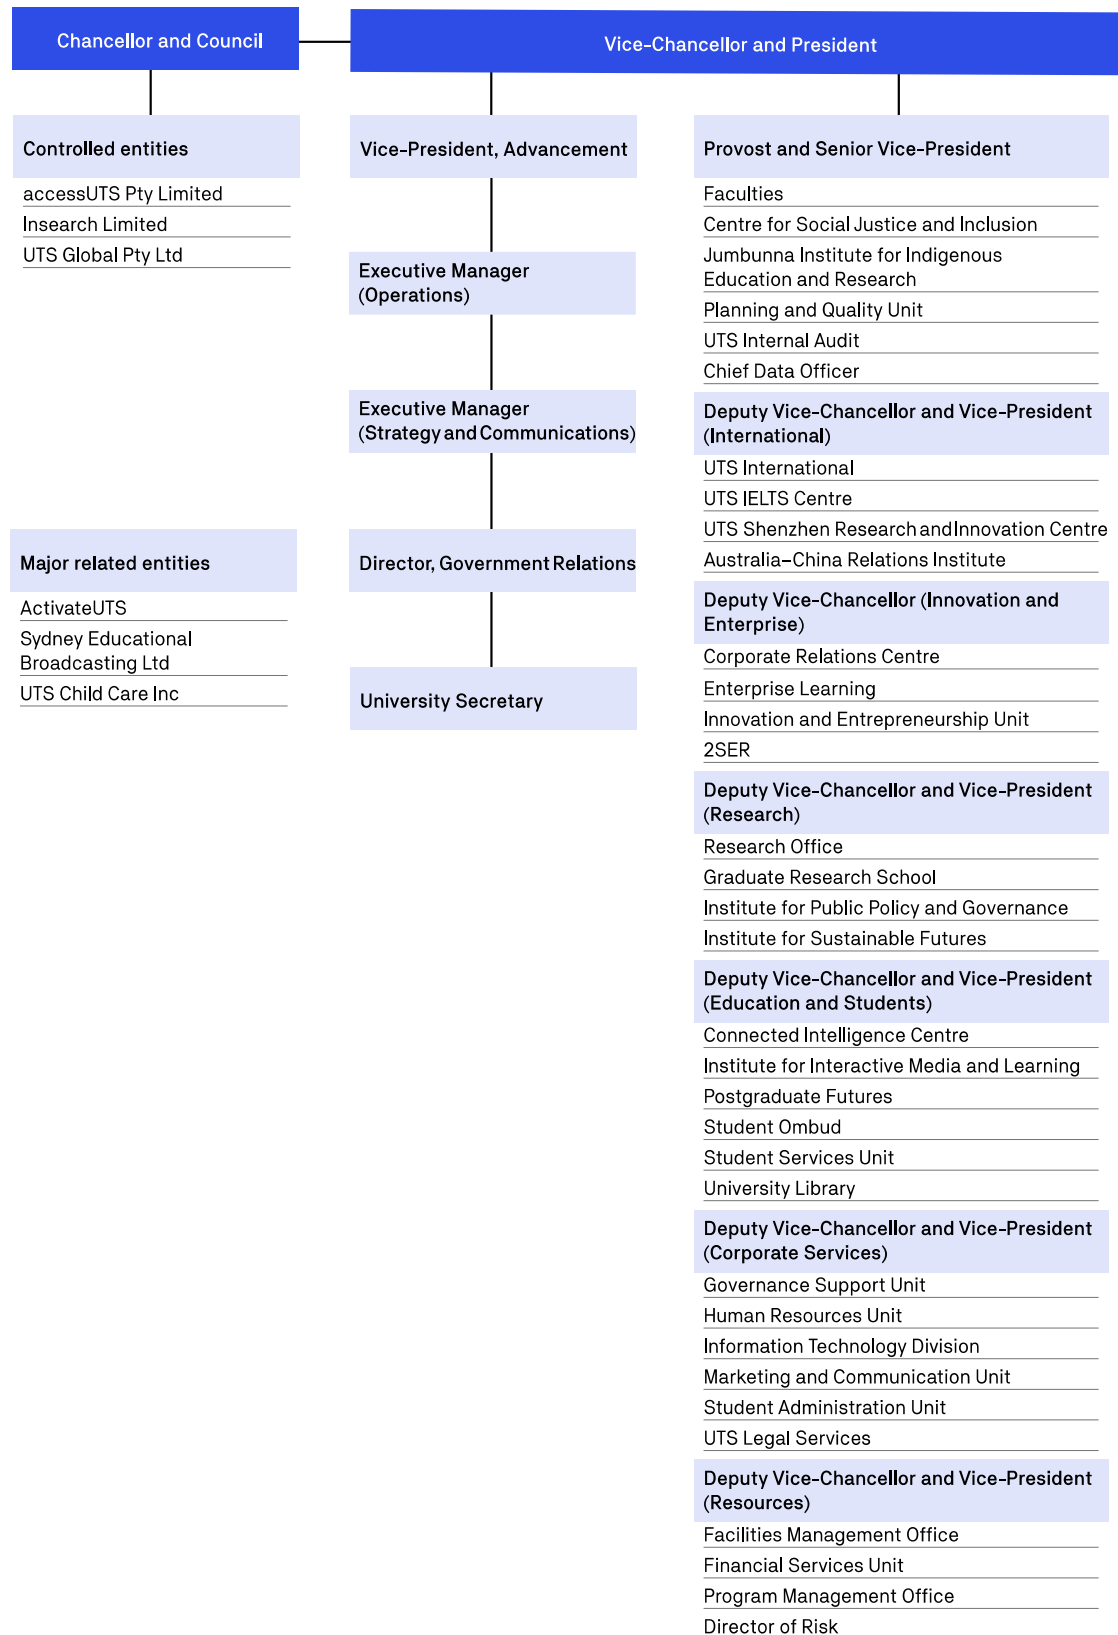 Chancellor and Council
Vice-Chancellor and President
Controlled entities
accessUTS Pty Limited
Insearch Limited
UTS Global Pty Ltd
Major related entities
ActivateUTS
Sydney Educational
Broadcasting Ltd
UTS Child Care Inc
Vice-President, Advancement
Executive Manager
(Operations)
Executive Manager
(Strategy and Communications)
Director, Government Relations
University Secretary
Provost and Senior Vice-President
Faculties
Centre for Social Justice and Inclusion
Jumbunna Institute for Indigenous
Education and Research
Planning and Quality Unit
UTS Internal Audit
Chief Data Officer
Deputy Vice-Chancellor and Vice-President
(International)
UTS International
UTS IELTS Centre
UTS Shenzhen Research and Innovation Centre
Australia–China Relations Institute
Deputy Vice-Chancellor (Innovation and
Enterprise)
Corporate Relations Centre
Enterprise Learning
Innovation and Entrepreneurship Unit
2SER
Deputy Vice-Chancellor and Vice-President
(Research)
Research Office
Graduate Research School
Institute for Public Policy and Governance
Institute for Sustainable Futures
Deputy Vice-Chancellor and Vice-President
(Education and Students)
Connected Intelligence Centre
Institute for Interactive Media and Learning
Postgraduate Futures
Student Ombud
Student Services Unit
University Library
Deputy Vice-Chancellor and Vice-President
(Corporate Services)
Governance Support Unit
Human Resources Unit
Information Technology Division
Marketing and Communication Unit
Student Administration Unit
UTS Legal Services
Deputy Vice-Chancellor and Vice-President
(Resources)
Facilities Management Office
Financial Services Unit
Program Management Office
Director of Risk